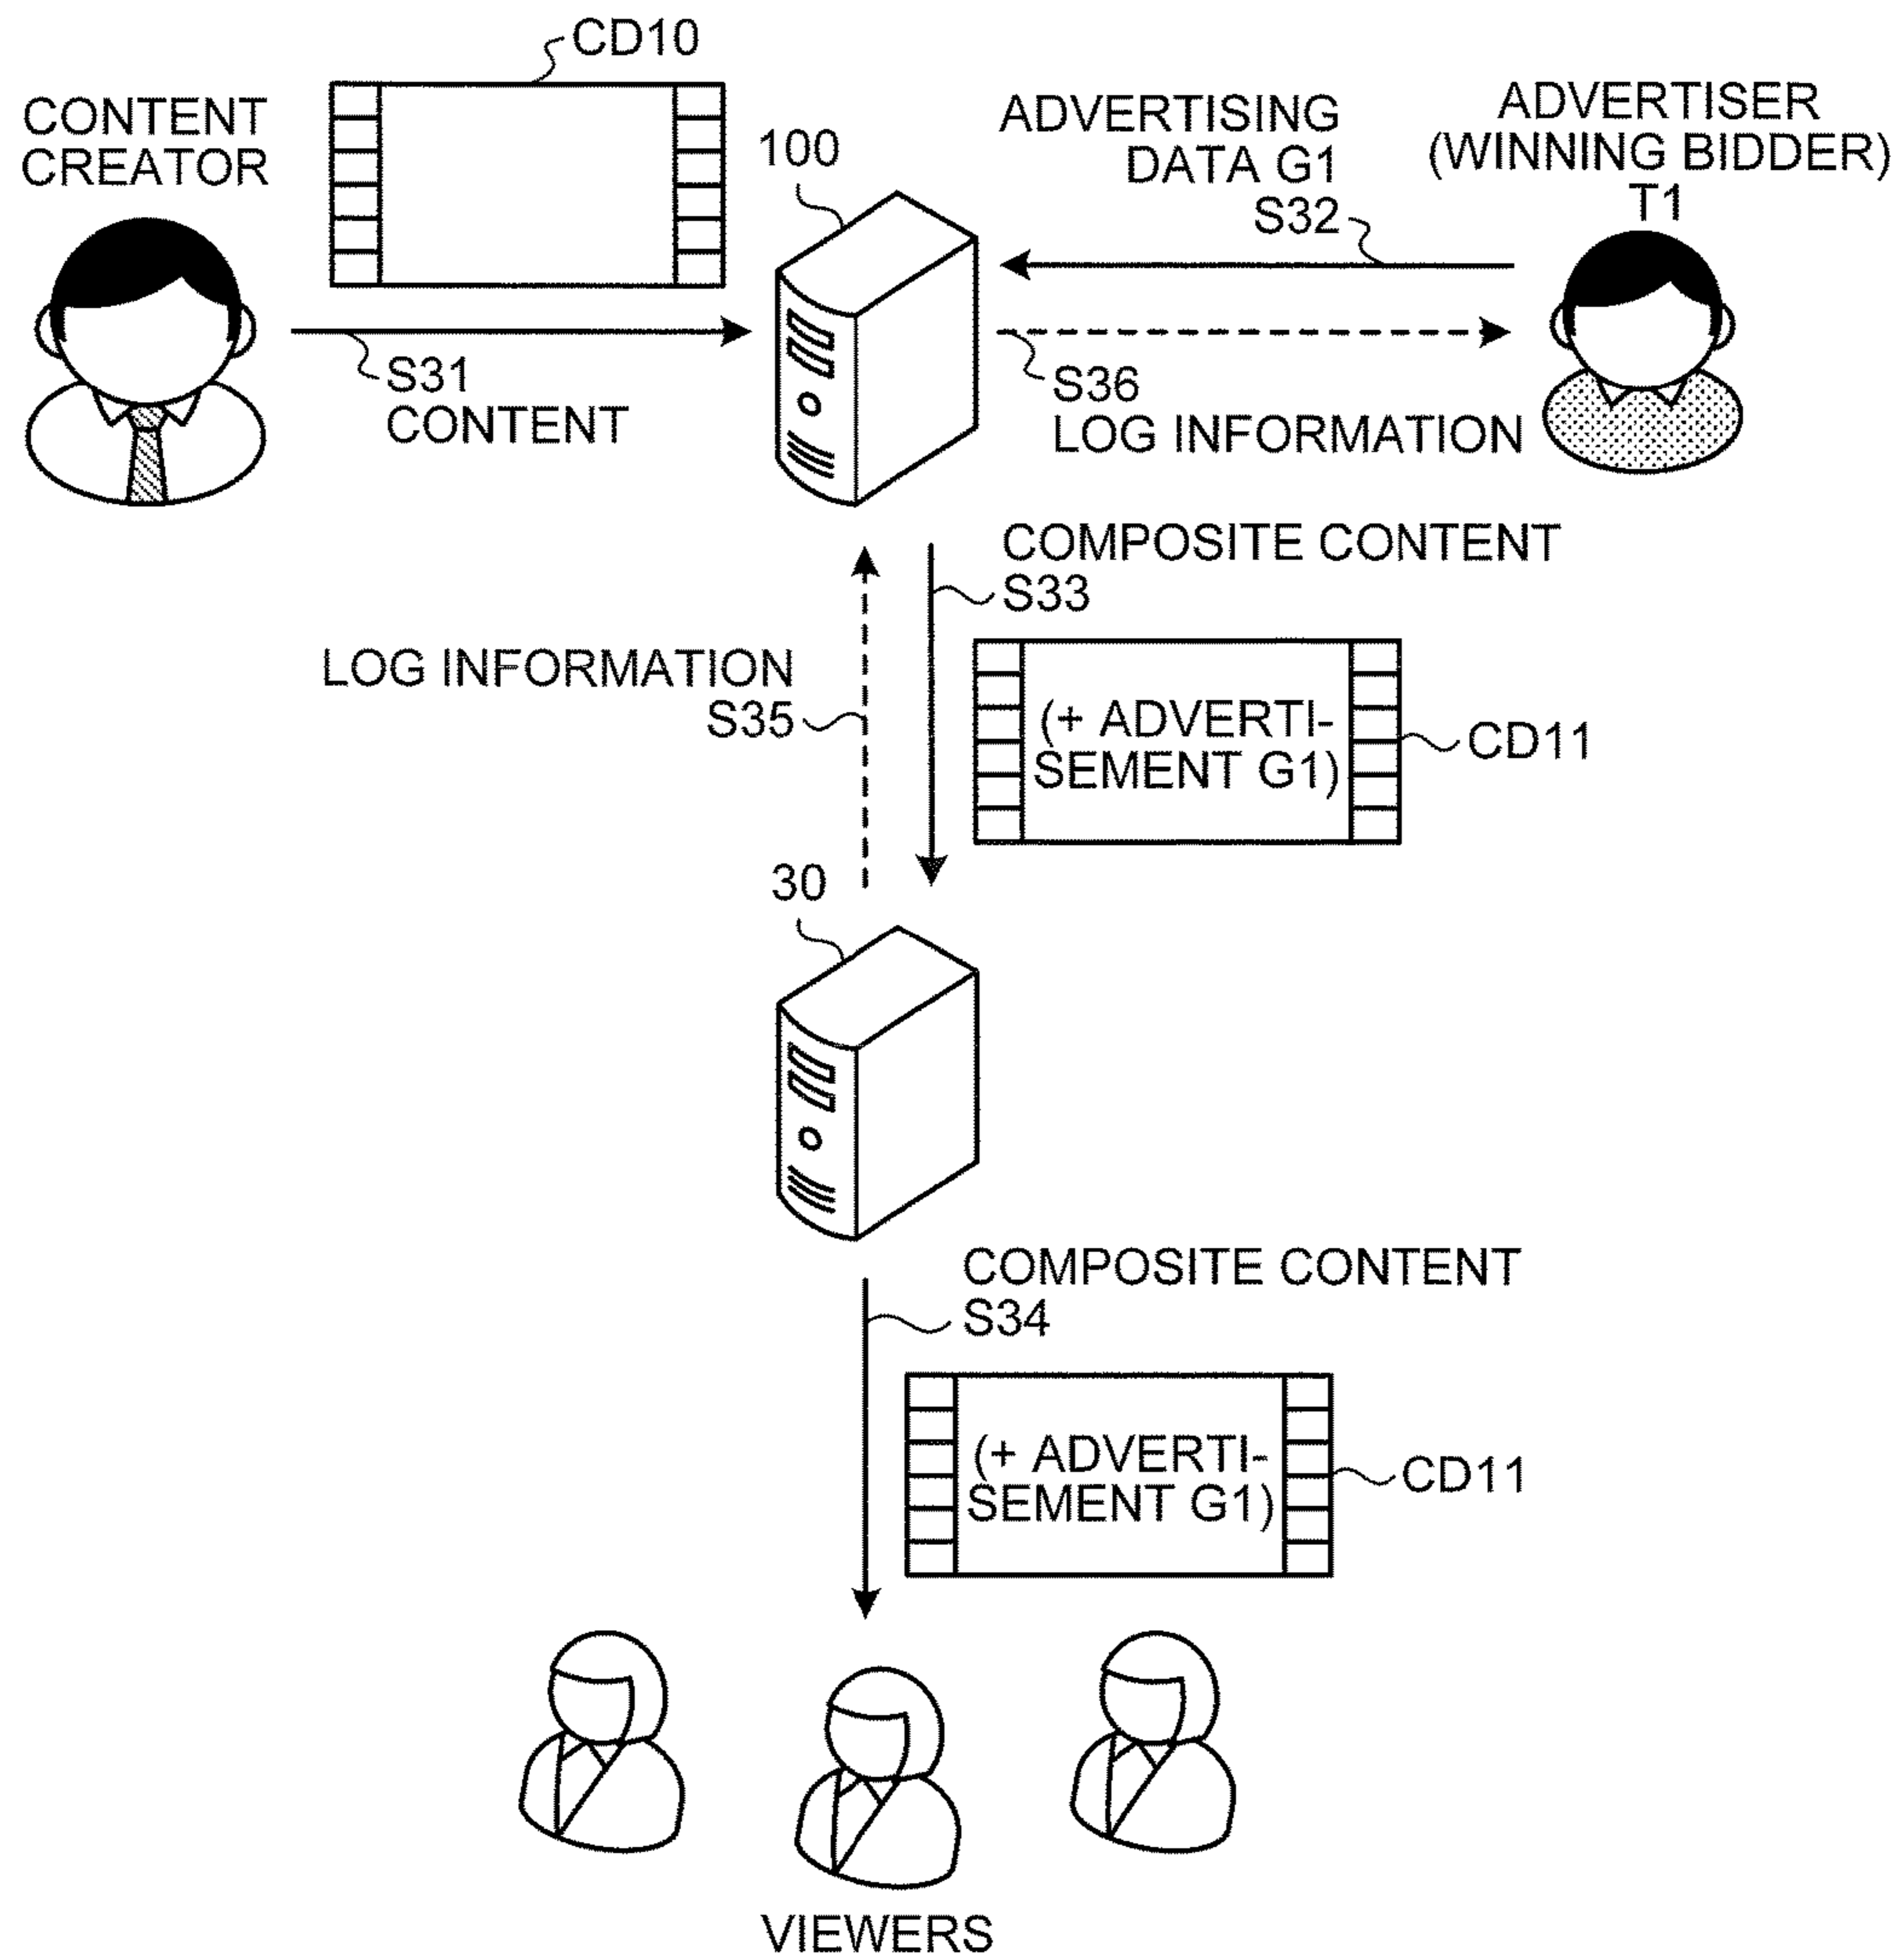 CD10
CONTENT
CREATOR
100
ADVERTISING
DATA G1
S32
ADVERTISER
(WINNING BIDDER)
T1
S31
CONTENT
S36
LOG INFORMATION
COMPOSITE CONTENT
S33
LOG INFORMATION
S35
(+ ADVERTI-
SEMENT G1)
CD11
30
COMPOSITE CONTENT
S34
(+ ADVERTI-
SEMENT G1)
CD11
VIEWERS